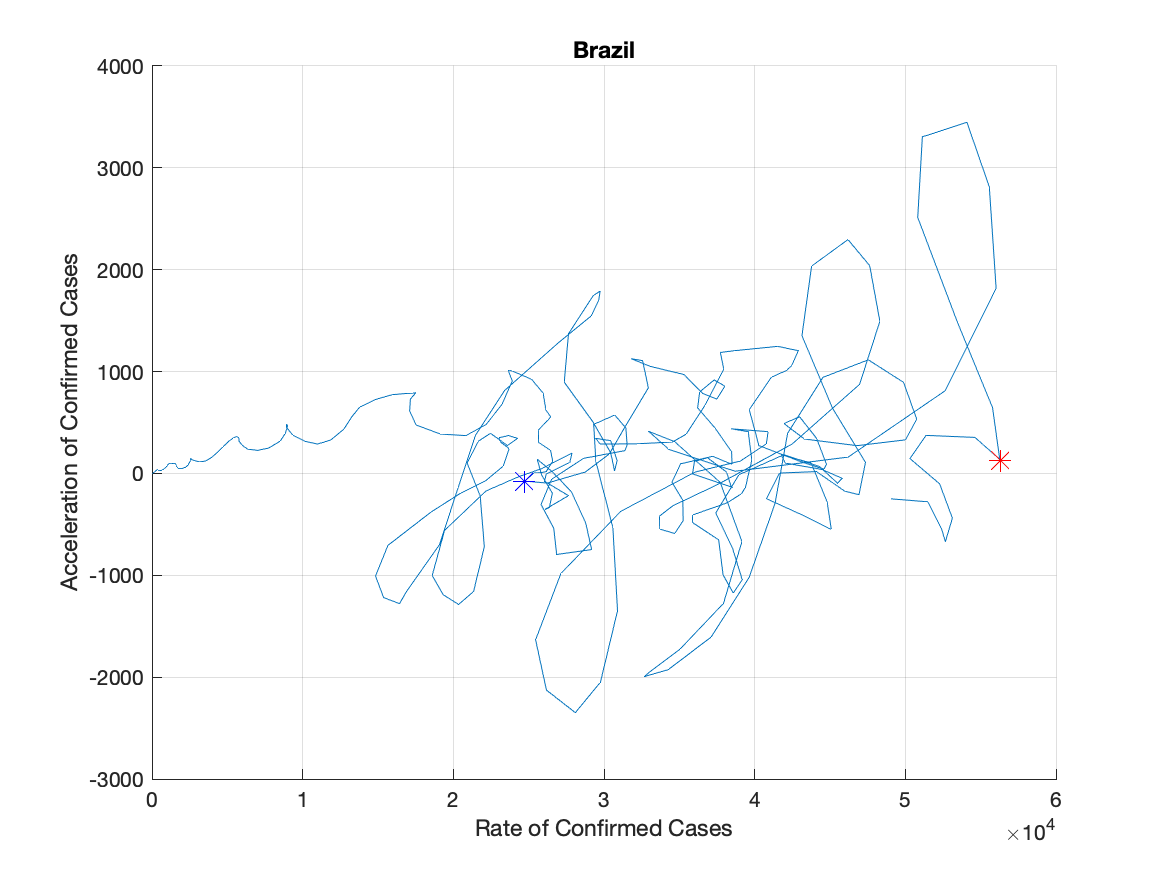 Brazil
4000
3000
2000
1000
0
-1000
-2000
-3000
Acceleration of Confirmed Cases
0 1 2 3 4 5 6
×10^4
Rate of Confirmed Cases